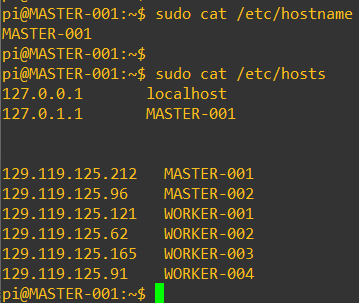 pi@MASTER-001:~$ sudo cat /etc/hostname
MASTER-001
pi@MASTER-001:~$
pi@MASTER-001:~$ sudo cat /etc/hosts
127.0.0.1       localhost
127.0.1.1       MASTER-001
129.119.125.212   MASTER-001
129.119.125.96    MASTER-002
129.119.125.121   WORKER-001
129.119.125.62    WORKER-002
129.119.125.165   WORKER-003
129.119.125.91    WORKER-004
pi@MASTER-001:~$